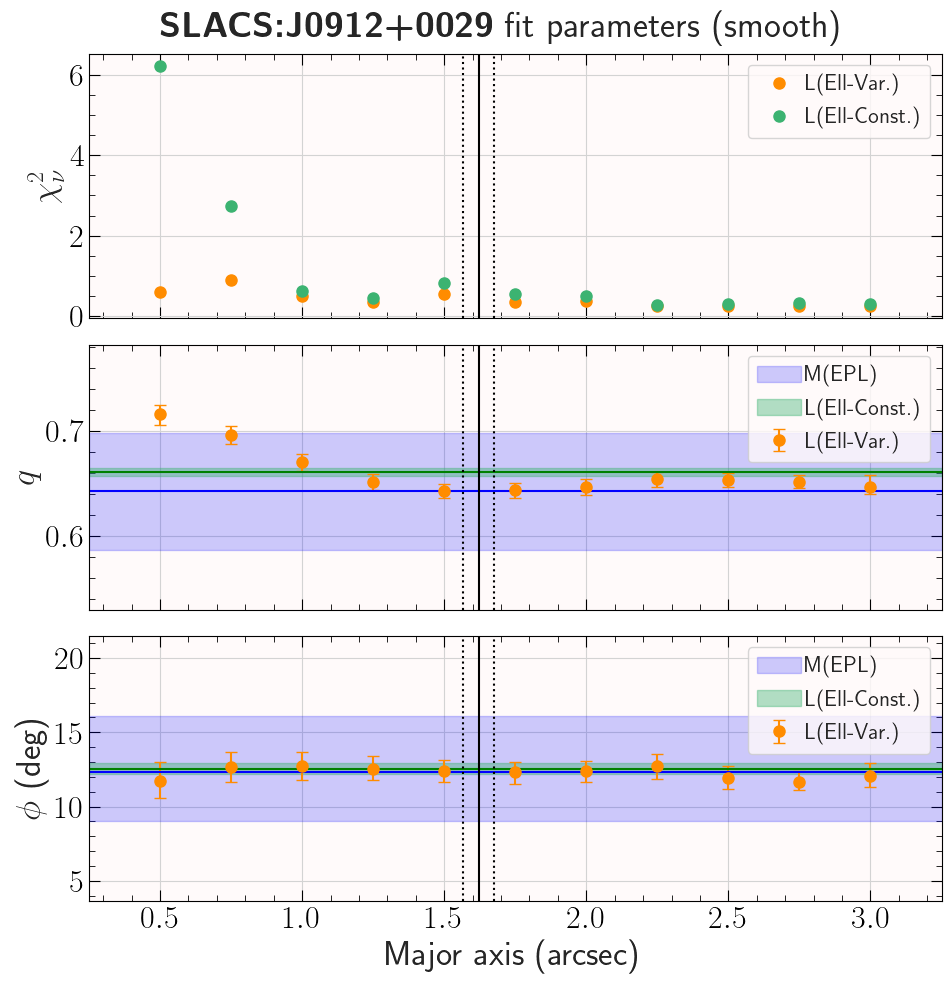 SLACS:J0912+0029 fit parameters (smooth)
6
4
2
0
χ²ᵥ
L(Ell-Var.)
L(Ell-Const.)
0.7
0.6
q
M(EPL)
L(Ell-Const.)
L(Ell-Var.)
20
15
10
5
ϕ (deg)
M(EPL)
L(Ell-Const.)
L(Ell-Var.)
0.5 1.0 1.5 2.0 2.5 3.0
Major axis (arcsec)